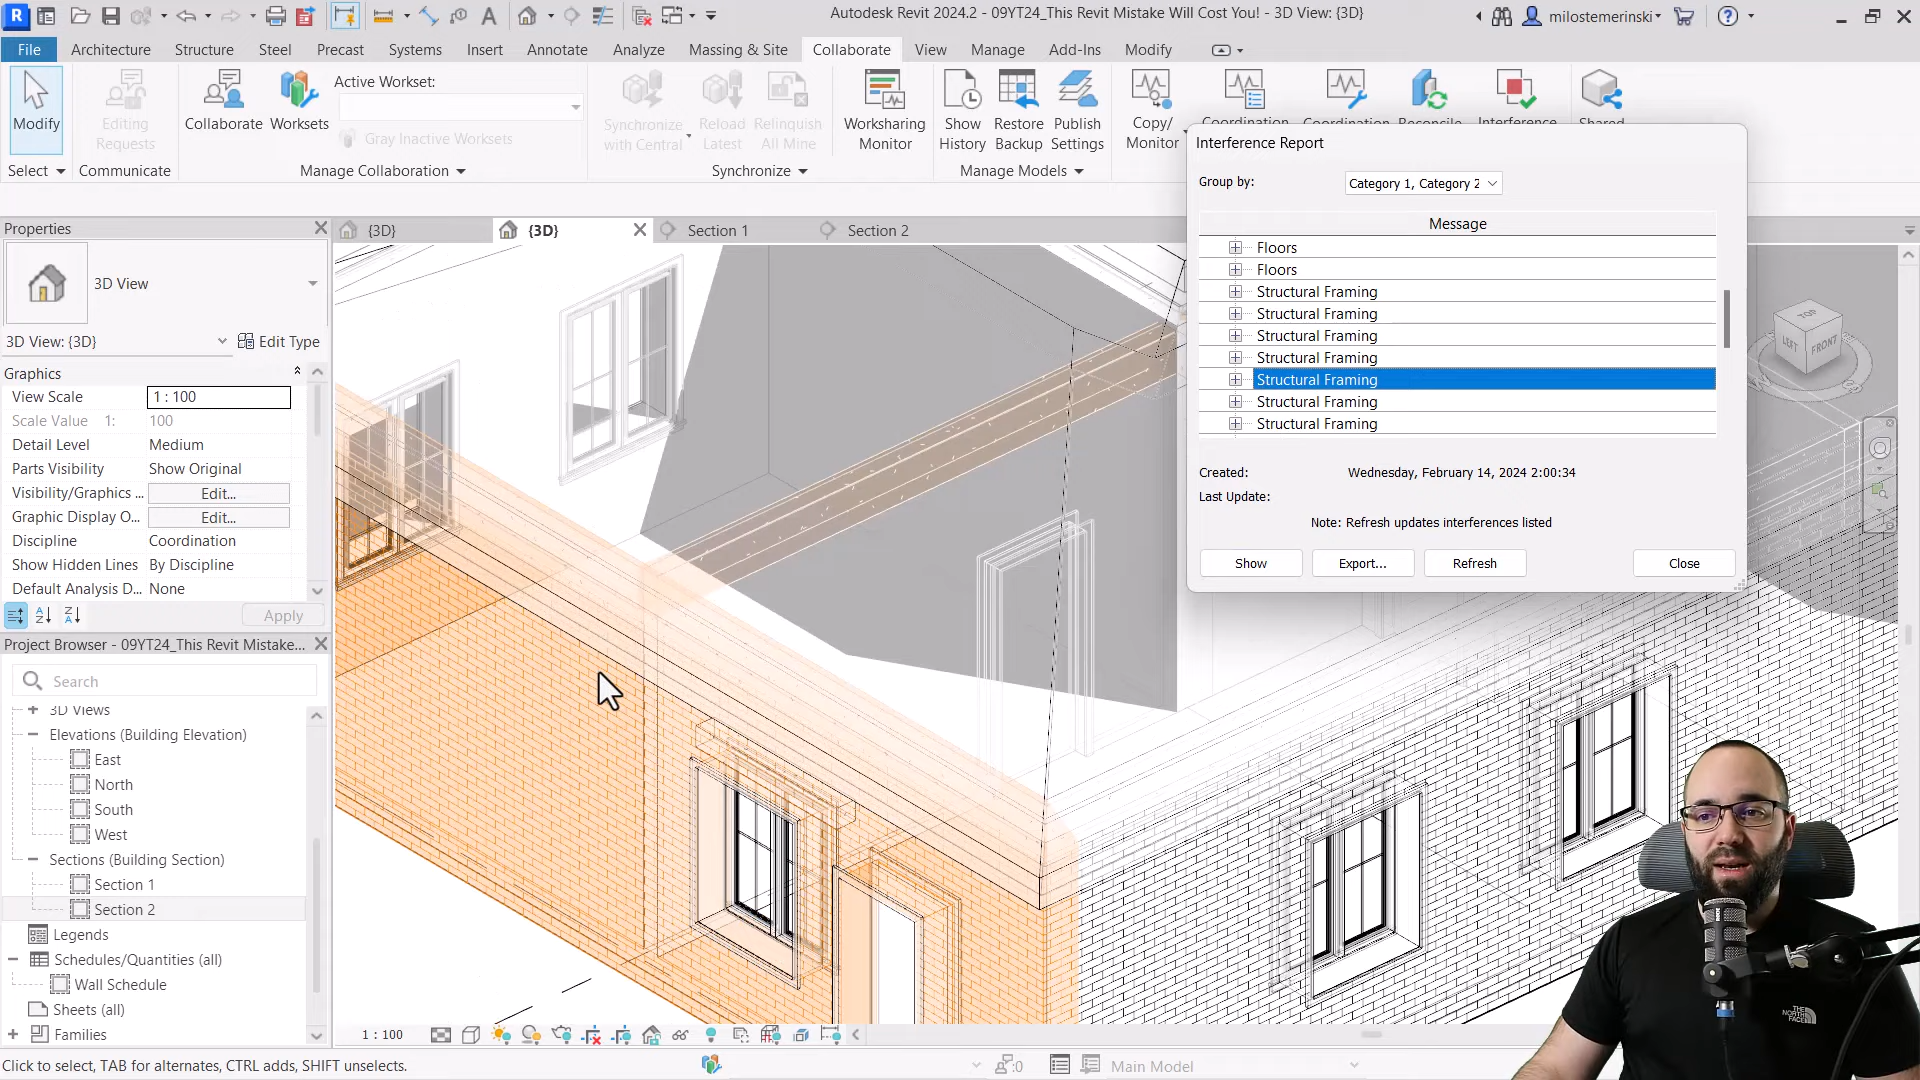 Autodesk Revit 2024.2 - 09YT24_This Revit Mistake Will Cost You! - 3D View: {3D}
milostemerinski
File
Architecture
Structure
Steel
Precast
Systems
Insert
Annotate
Analyze
Massing & Site
Collaborate
View
Manage
Add-Ins
Modify
Modify
Editing
Requests
Collaborate
Worksets
Active Workset:
Gray Inactive Worksets
Synchronize
with Central
Reload
Latest
Relinquish
All Mine
Worksharing
Monitor
Show
History
Restore
Backup
Publish
Settings
Copy/
Monitor
Select
Communicate
Manage Collaboration
Synchronize
Manage Models
Properties
3D View
3D View: {3D}
Edit Type
Graphics
View Scale 1 : 100
Scale Value 1: 100
Detail Level Medium
Parts Visibility Show Original
Visibility/Graphics ... Edit...
Graphic Display O... Edit...
Discipline Coordination
Show Hidden Lines By Discipline
Default Analysis D... None
Apply
Project Browser - 09YT24_This Revit Mistake...
Search
3D Views
Elevations (Building Elevation)
East
North
South
West
Sections (Building Section)
Section 1
Section 2
Legends
Schedules/Quantities (all)
Wall Schedule
Sheets (all)
Families
{3D}
{3D}
Section 1
Section 2
Interference Report
Group by: Category 1, Category 2
Message
Floors
Floors
Structural Framing
Structural Framing
Structural Framing
Structural Framing
Structural Framing
Structural Framing
Structural Framing
Created: Wednesday, February 14, 2024 2:00:34
Last Update:
Note: Refresh updates interferences listed
Show
Export...
Refresh
Close
TOP
LEFT
FRONT
W
S
THE
NORTH
FACE
1 : 100
Click to select, TAB for alternates, CTRL adds, SHIFT unselects.
:0
Main Model